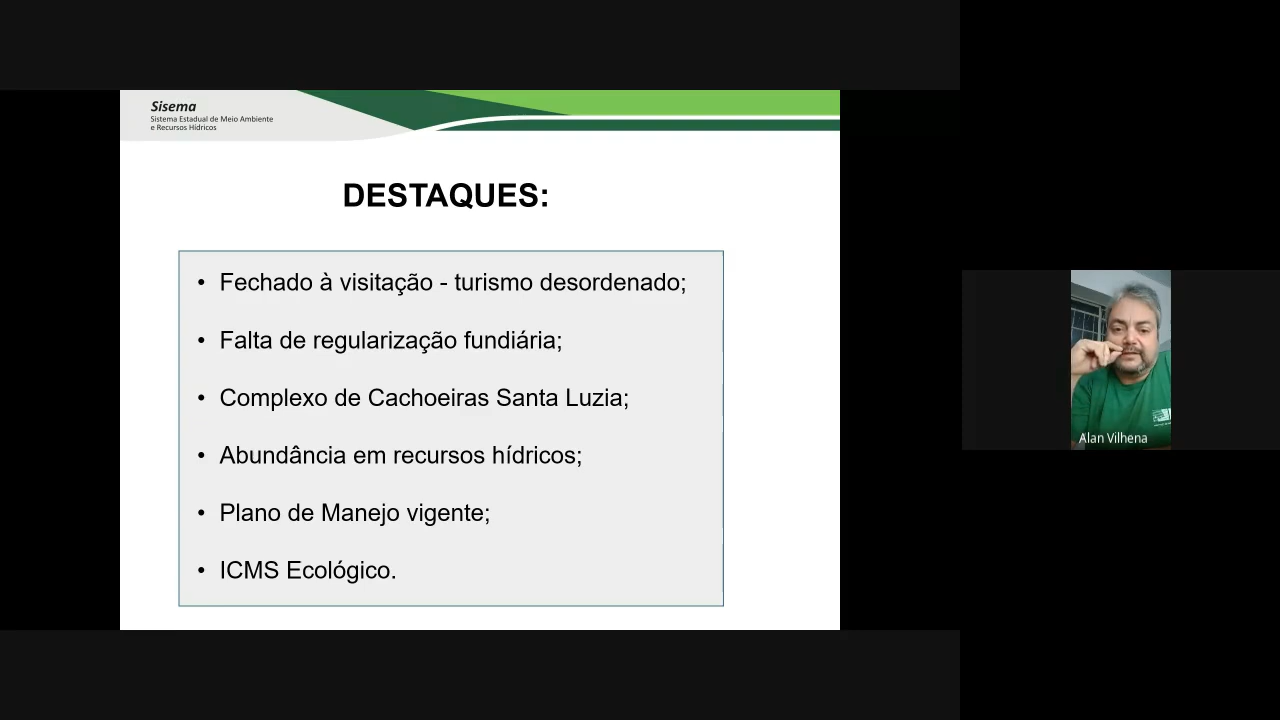 Sisema
Sistema Estadual de Meio Ambiente
e Recursos Hídricos
DESTAQUES:
• Fechado à visitação - turismo desordenado;
• Falta de regularização fundiária;
• Complexo de Cachoeiras Santa Luzia;
• Abundância em recursos hídricos;
• Plano de Manejo vigente;
• ICMS Ecológico.
Alan Vilhena